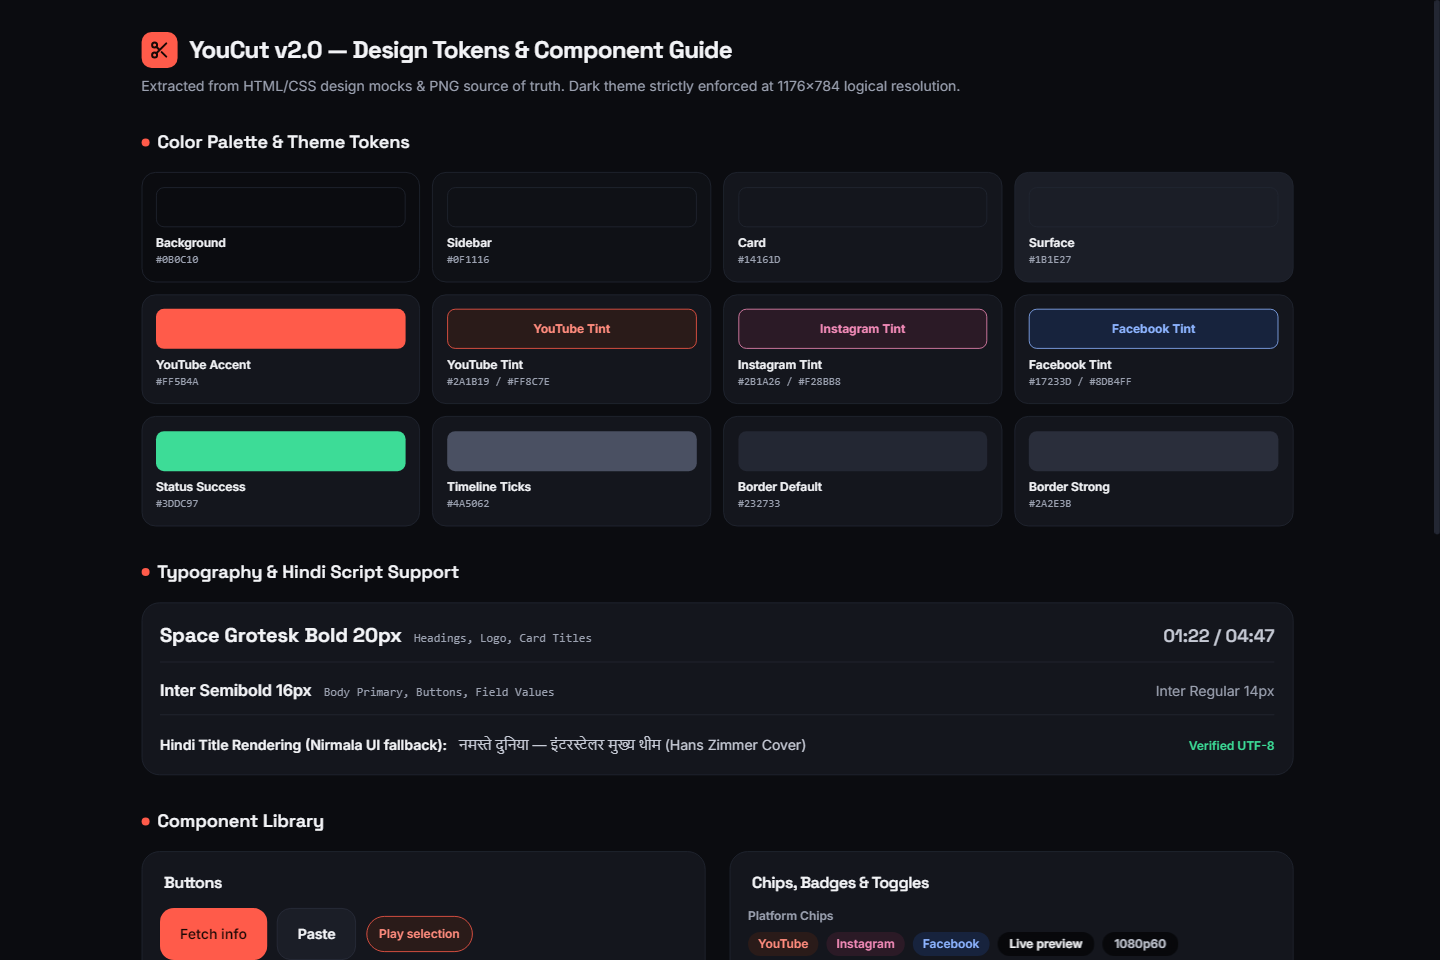 YouCut v2.0 — Design Tokens & Component Guide
Extracted from HTML/CSS design mocks & PNG source of truth. Dark theme strictly enforced at 1176×784 logical resolution.
Color Palette & Theme Tokens
Background
#0B0C10
Sidebar
#0F1116
Card
#14161D
Surface
#1B1E27
YouTube Accent
#FF5B4A
YouTube Tint
YouTube Tint
#2A1B19 / #FF8C7E
Instagram Tint
Instagram Tint
#2B1A26 / #F28BB8
Facebook Tint
Facebook Tint
#17233D / #8DB4FF
Status Success
#3DDC97
Timeline Ticks
#4A5062
Border Default
#232733
Border Strong
#2A2E3B
Typography & Hindi Script Support
Space Grotesk Bold 20px Headings, Logo, Card Titles 01:22 / 04:47
Inter Semibold 16px Body Primary, Buttons, Field Values Inter Regular 14px
Hindi Title Rendering (Nirmala UI fallback): नमस्ते दुनिया — इंटरस्टेलर मुख्य थीम (Hans Zimmer Cover) Verified UTF-8
Component Library
Buttons
Fetch info Paste Play selection
Chips, Badges & Toggles
Platform Chips
YouTube Instagram Facebook Live preview 1080p60